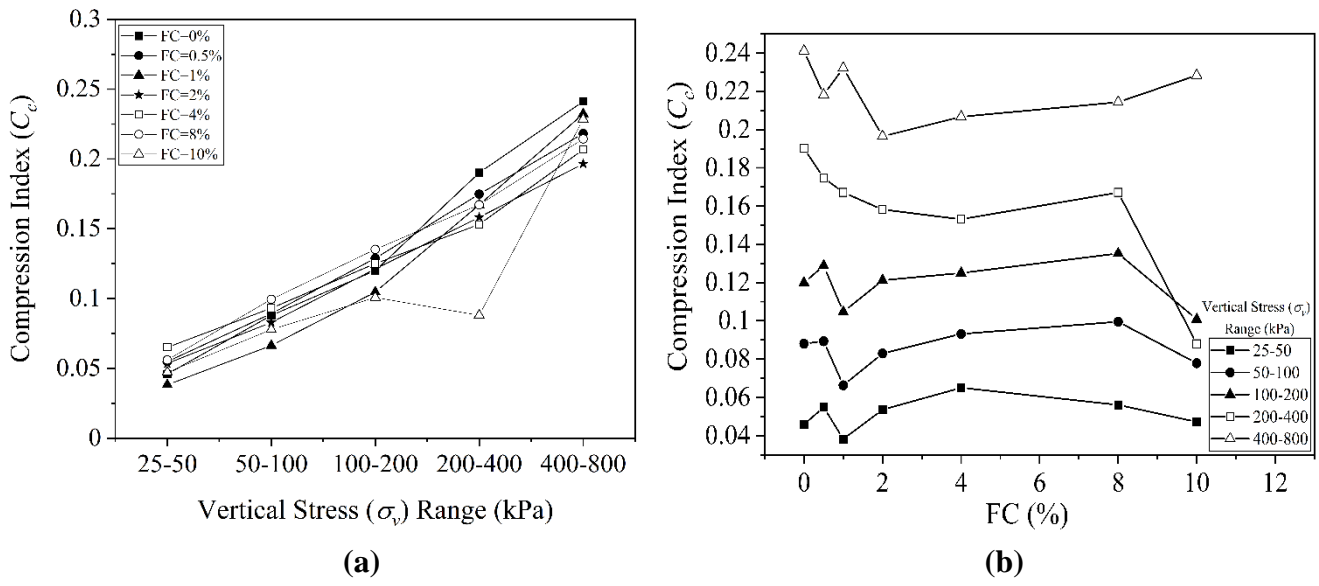 0.3
0.25
0.2
0.15
0.1
0.05
0
Compression Index (Cc)
FC−0%
FC=0.5%
FC−1%
FC=2%
FC−4%
FC=8%
FC−10%
25-50
50-100
100-200
200-400
400-800
Vertical Stress (σv) Range (kPa)
(a)
0.24
0.22
0.2
0.18
0.16
0.14
0.12
0.1
0.08
0.06
0.04
Compression Index (Cc)
Vertical Stress (σv)
Range (kPa)
25-50
50-100
100-200
200-400
400-800
0
2
4
6
8
10
12
FC (%)
(b)